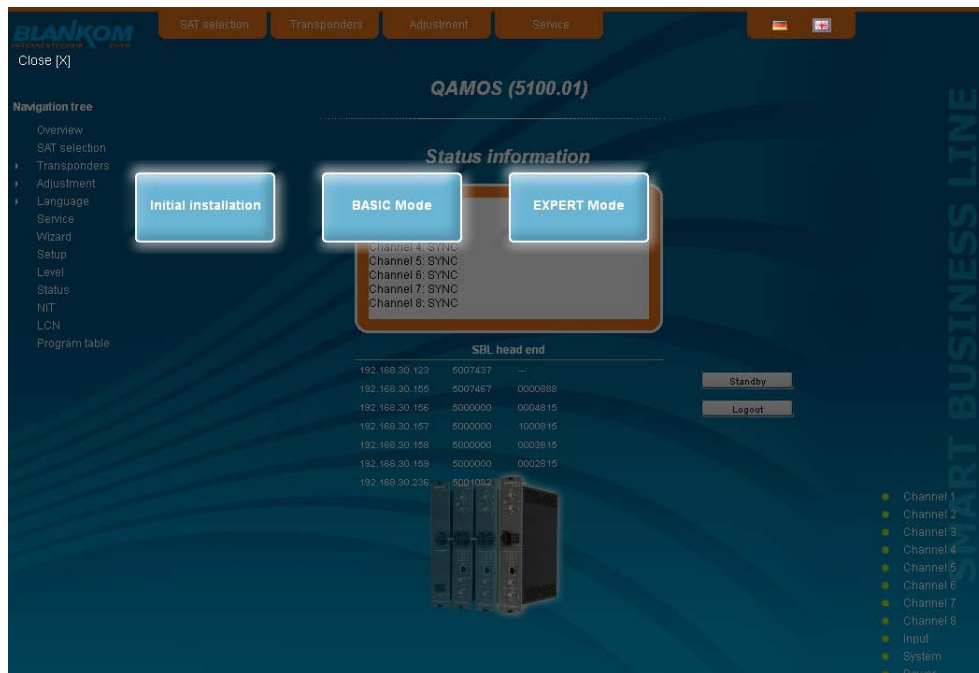 SAT selection
Transponders
Adjustment
Service
BLANKOM
ANTENNENTECHNIK GmbH
Close [X]
QAMOS (5100.01)
Navigation tree
Overview
SAT selection
Transponders
Adjustment
Language
Service
Wizard
Setup
Level
Status
NIT
LCN
Program table
Status information
Initial installation
BASIC Mode
EXPERT Mode
Channel 4: SYNC
Channel 5: SYNC
Channel 6: SYNC
Channel 7: SYNC
Channel 8: SYNC
SBL head end
192.168.30.123 5007437 ---
192.168.30.155 5007467 0000888
192.168.30.156 5000000 0004815
192.168.30.157 5000000 1000815
192.168.30.158 5000000 0003815
192.168.30.159 5000000 0002815
192.168.30.236 5001082
Standby
Logout
SMART BUSINESS LINE
Channel 1
Channel 2
Channel 3
Channel 4
Channel 5
Channel 6
Channel 7
Channel 8
Input
System
Power